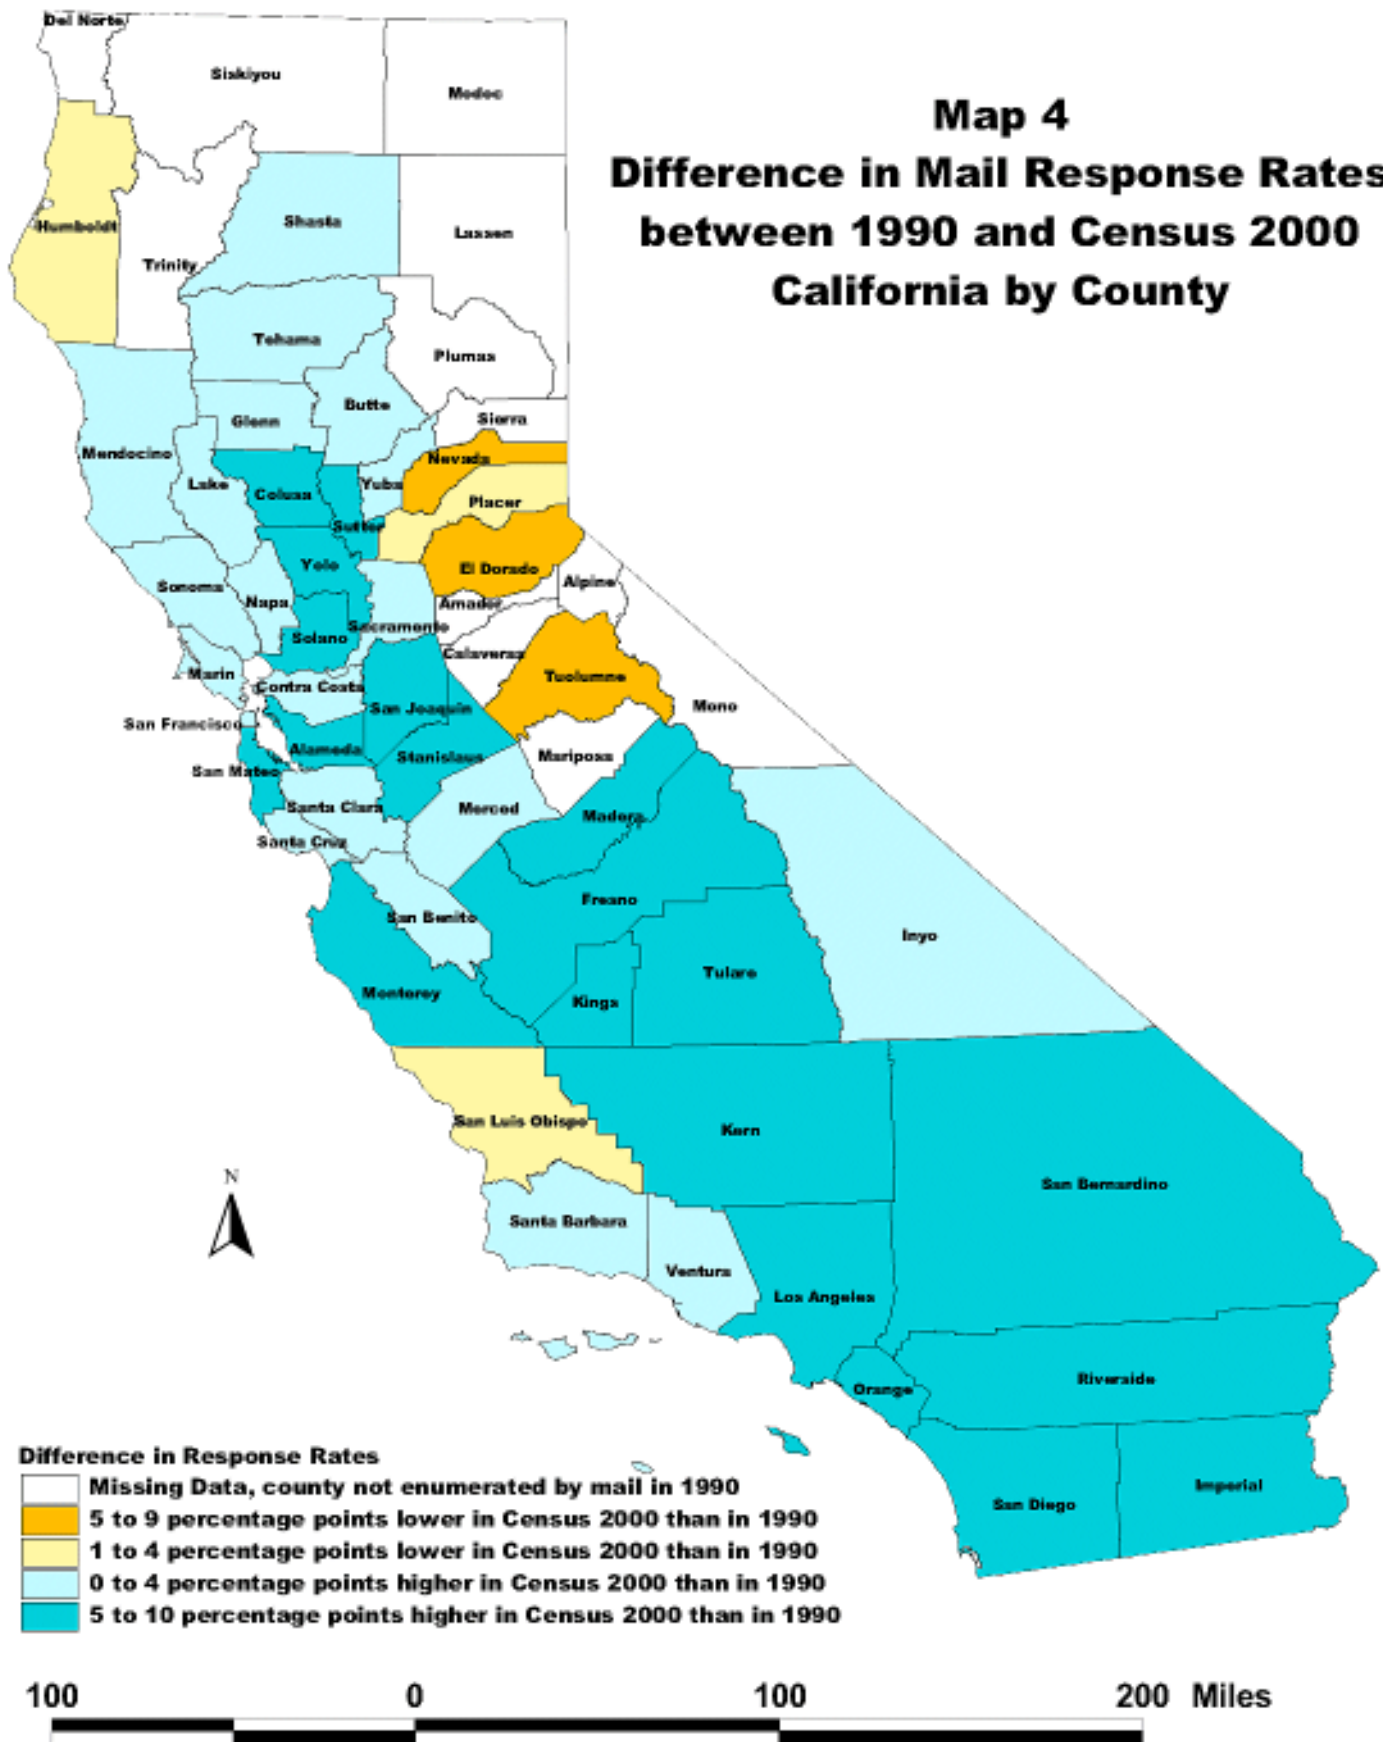 Map 4
Difference in Mail Response Rates
between 1990 and Census 2000
California by County
Del Norte
Siskiyou
Modoc
Humboldt
Trinity
Shasta
Lassen
Tehama
Plumas
Butte
Glenn
Sierra
Mendocino
Lake
Colusa
Yuba
Nevada
Placer
Sutter
Yolo
El Dorado
Alpine
Sonoma
Napa
Amador
Solano
Sacramento
Calaveras
Marin
Contra Costa
Tuolumne
San Joaquin
Mono
San Francisco
Alameda
Stanislaus
Mariposa
San Mateo
Santa Clara
Merced
Madera
Santa Cruz
Fresno
San Benito
Inyo
Tulare
Monterey
Kings
San Luis Obispo
Kern
San Bernardino
N
Santa Barbara
Ventura
Los Angeles
Riverside
Orange
Imperial
San Diego
Difference in Response Rates
Missing Data, county not enumerated by mail in 1990
5 to 9 percentage points lower in Census 2000 than in 1990
1 to 4 percentage points lower in Census 2000 than in 1990
0 to 4 percentage points higher in Census 2000 than in 1990
5 to 10 percentage points higher in Census 2000 than in 1990
100 0 100 200 Miles